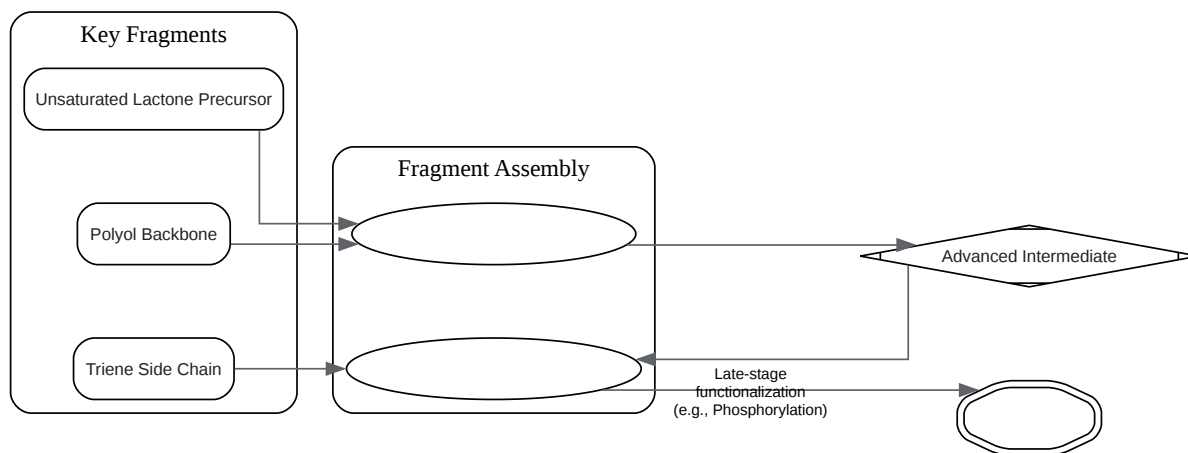 Key Fragments
Unsaturated Lactone Precursor
Polyol Backbone
Triene Side Chain
Fragment Assembly
Advanced Intermediate
Late-stage
functionalization
(e.g., Phosphorylation)